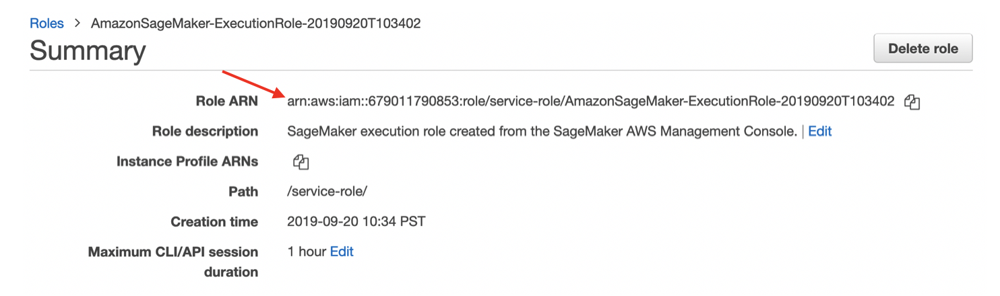 Roles > AmazonSageMaker-ExecutionRole-20190920T103402
Summary
Delete role
Role ARN arn:aws:iam::679011790853:role/service-role/AmazonSageMaker-ExecutionRole-20190920T103402
Role description SageMaker execution role created from the SageMaker AWS Management Console. | Edit
Instance Profile ARNs
Path /service-role/
Creation time 2019-09-20 10:34 PST
Maximum CLI/API session 1 hour Edit
duration